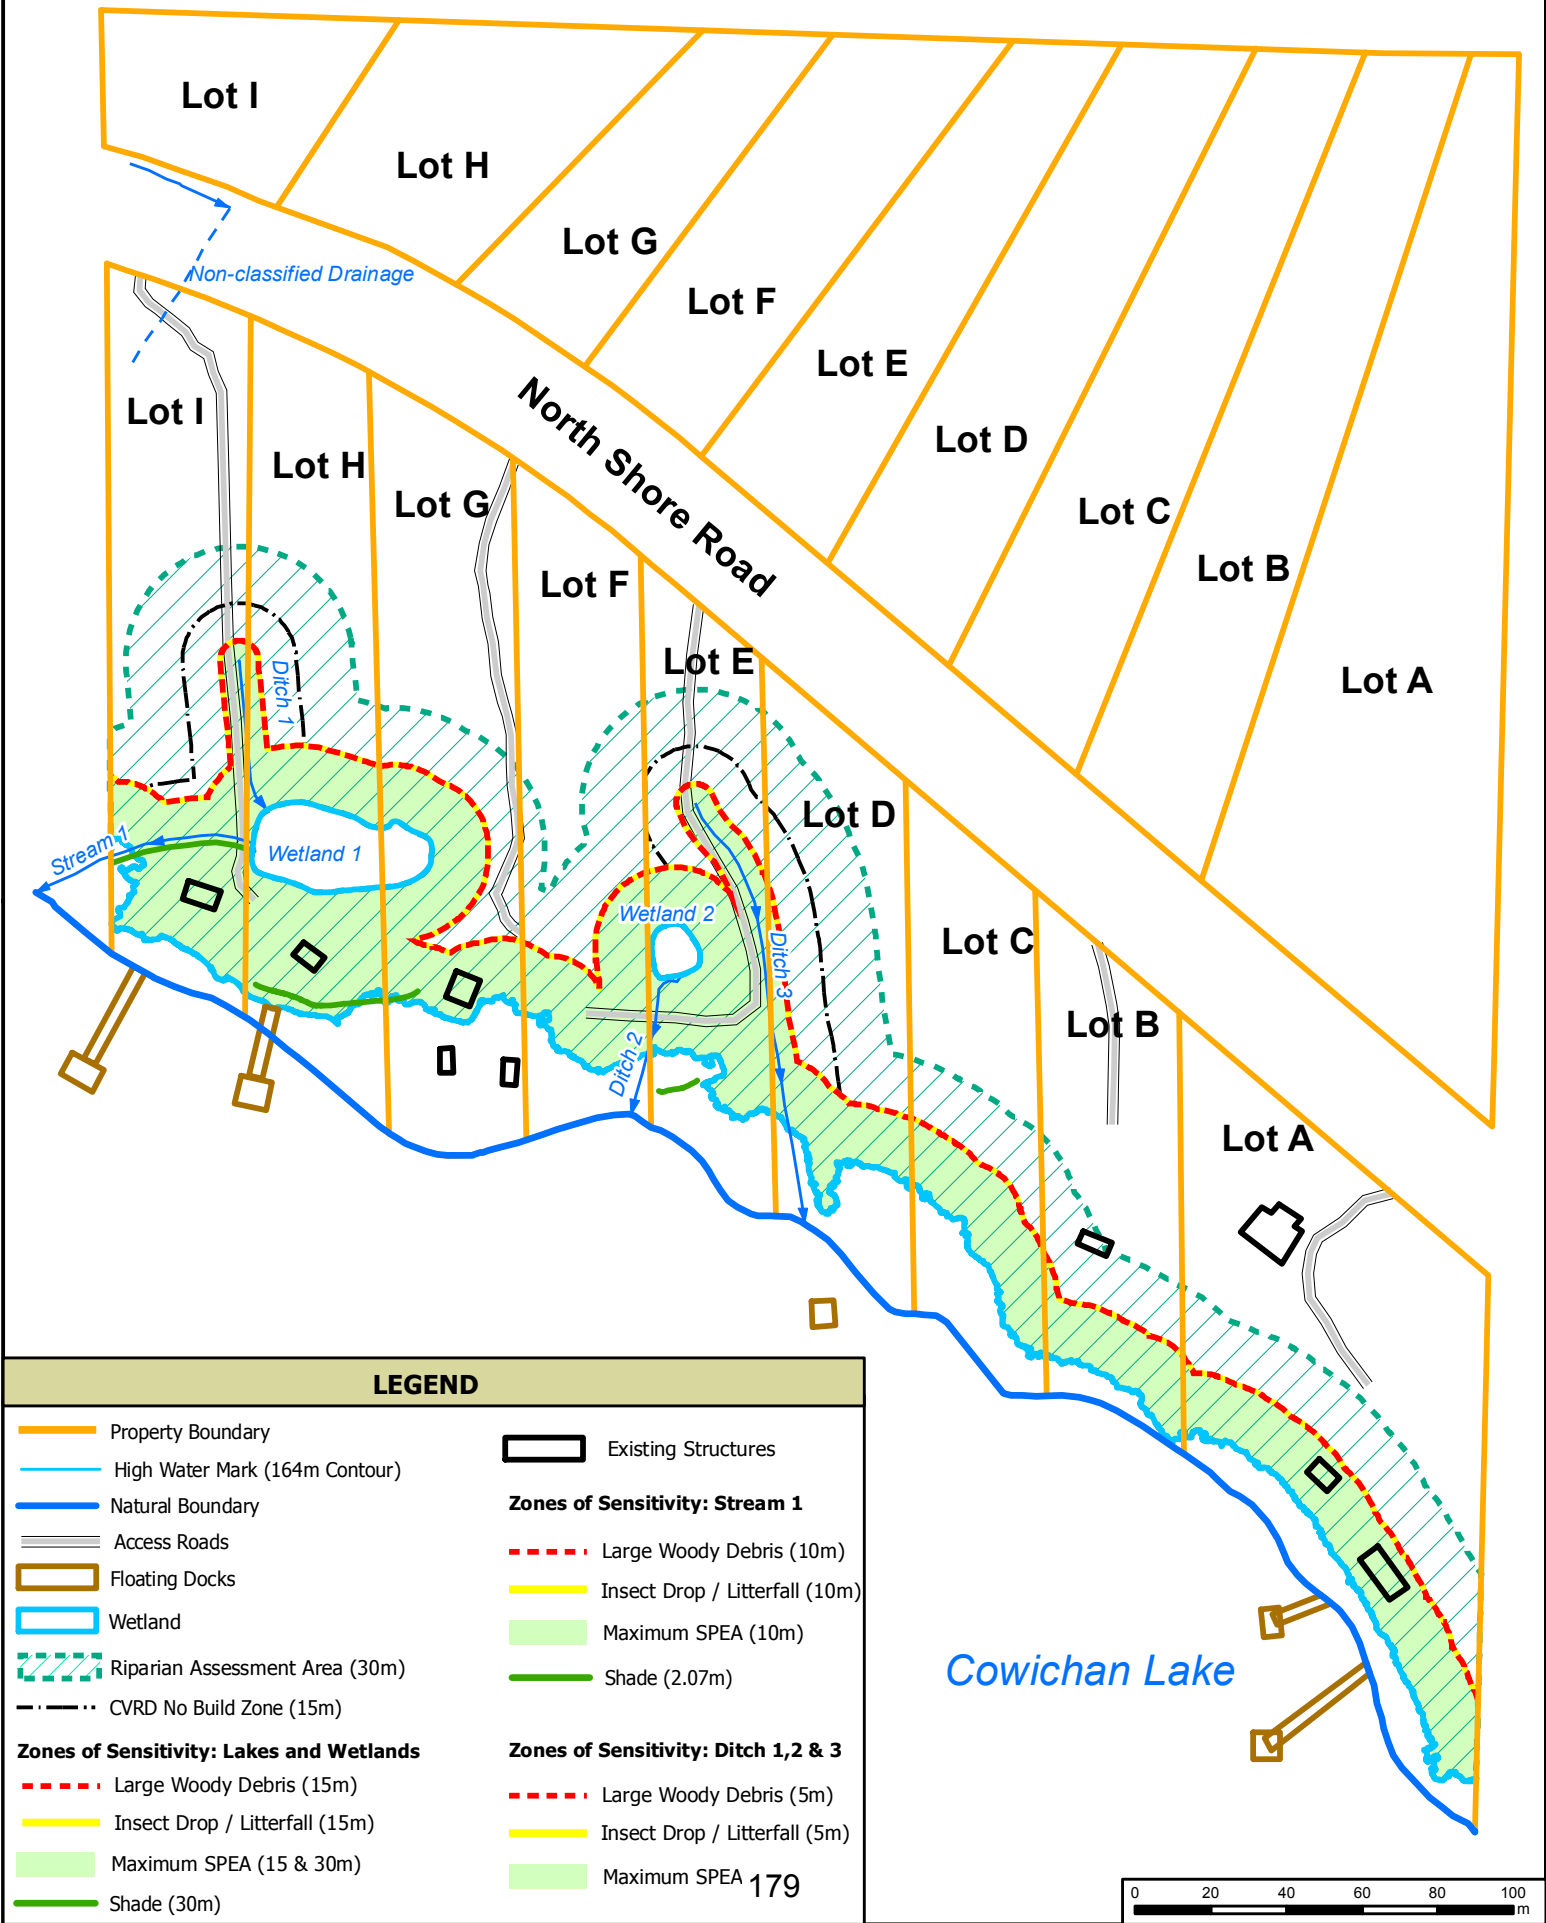 Lot I
Lot H
Lot G
Lot F
Lot E
Lot D
Lot C
Lot B
Lot A
Non-classified Drainage
North Shore Road
Lot I
Lot H
Lot G
Lot F
Lot E
Lot D
Lot C
Lot B
Lot A
Ditch 1
Stream 1
Wetland 1
Wetland 2
Ditch 3
Ditch 2
Cowichan Lake
LEGEND
Property Boundary
High Water Mark (164m Contour)
Natural Boundary
Access Roads
Floating Docks
Wetland
Riparian Assessment Area (30m)
CVRD No Build Zone (15m)
Zones of Sensitivity: Lakes and Wetlands
Large Woody Debris (15m)
Insect Drop / Litterfall (15m)
Maximum SPEA (15 & 30m)
Shade (30m)
Existing Structures
Zones of Sensitivity: Stream 1
Large Woody Debris (10m)
Insect Drop / Litterfall (10m)
Maximum SPEA (10m)
Shade (2.07m)
Zones of Sensitivity: Ditch 1,2 & 3
Large Woody Debris (5m)
Insect Drop / Litterfall (5m)
Maximum SPEA
179
0 20 40 60 80 100
m